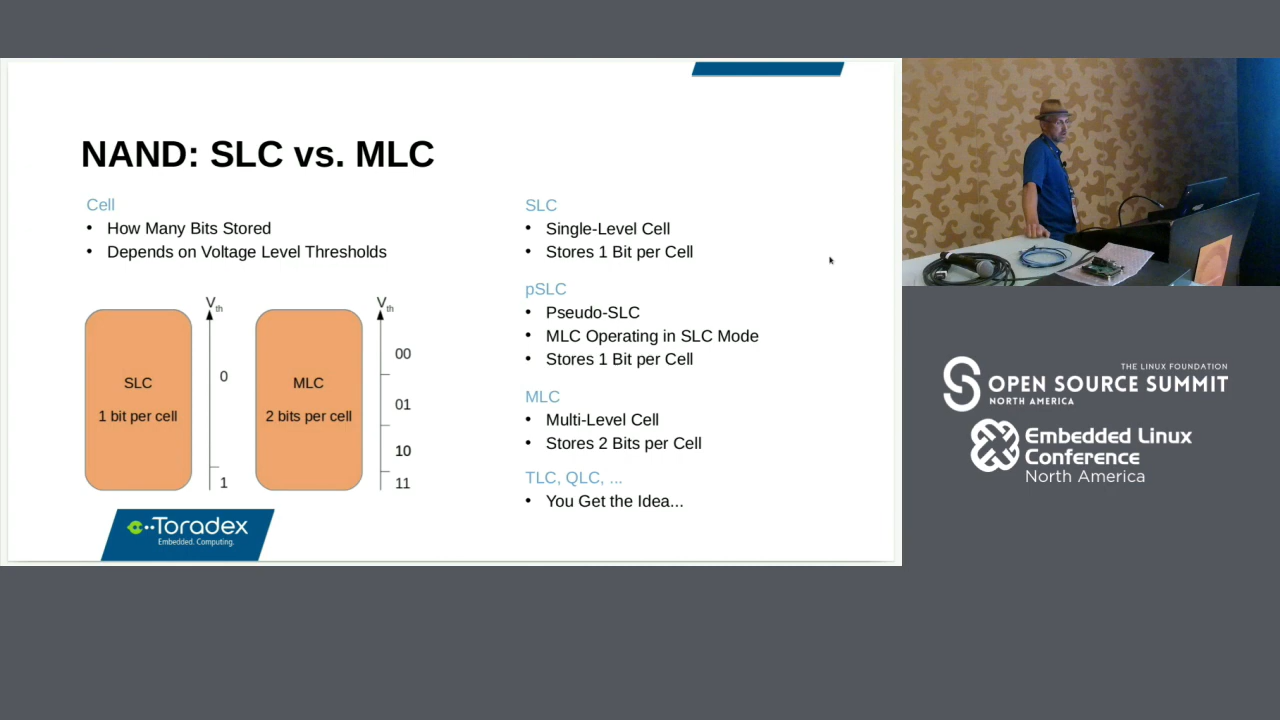 NAND: SLC vs. MLC
Cell
• How Many Bits Stored
• Depends on Voltage Level Thresholds
Vth
SLC
1 bit per cell
0
1
Vth
MLC
2 bits per cell
00
01
10
11
SLC
• Single-Level Cell
• Stores 1 Bit per Cell
pSLC
• Pseudo-SLC
• MLC Operating in SLC Mode
• Stores 1 Bit per Cell
MLC
• Multi-Level Cell
• Stores 2 Bits per Cell
TLC, QLC, ...
• You Get the Idea...
Toradex
Embedded. Computing.
THE LINUX FOUNDATION
OPEN SOURCE SUMMIT
NORTH AMERICA
Embedded Linux
Conference
North America